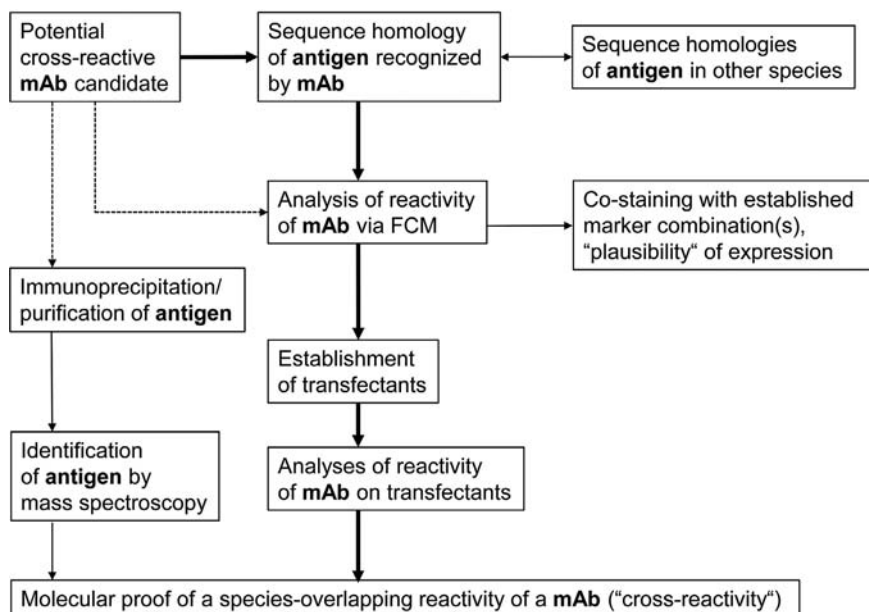 Potential
cross-reactive
mAb candidate
Sequence homology
of antigen recognized
by mAb
Sequence homologies
of antigen in other species
Analysis of reactivity
of mAb via FCM
Co-staining with established
marker combination(s),
“plausibility“ of expression
Immunoprecipitation/
purification of antigen
Establishment
of transfectants
Identification
of antigen by
mass spectroscopy
Analyses of reactivity
of mAb on transfectants
Molecular proof of a species-overlapping reactivity of a mAb (“cross-reactivity“)